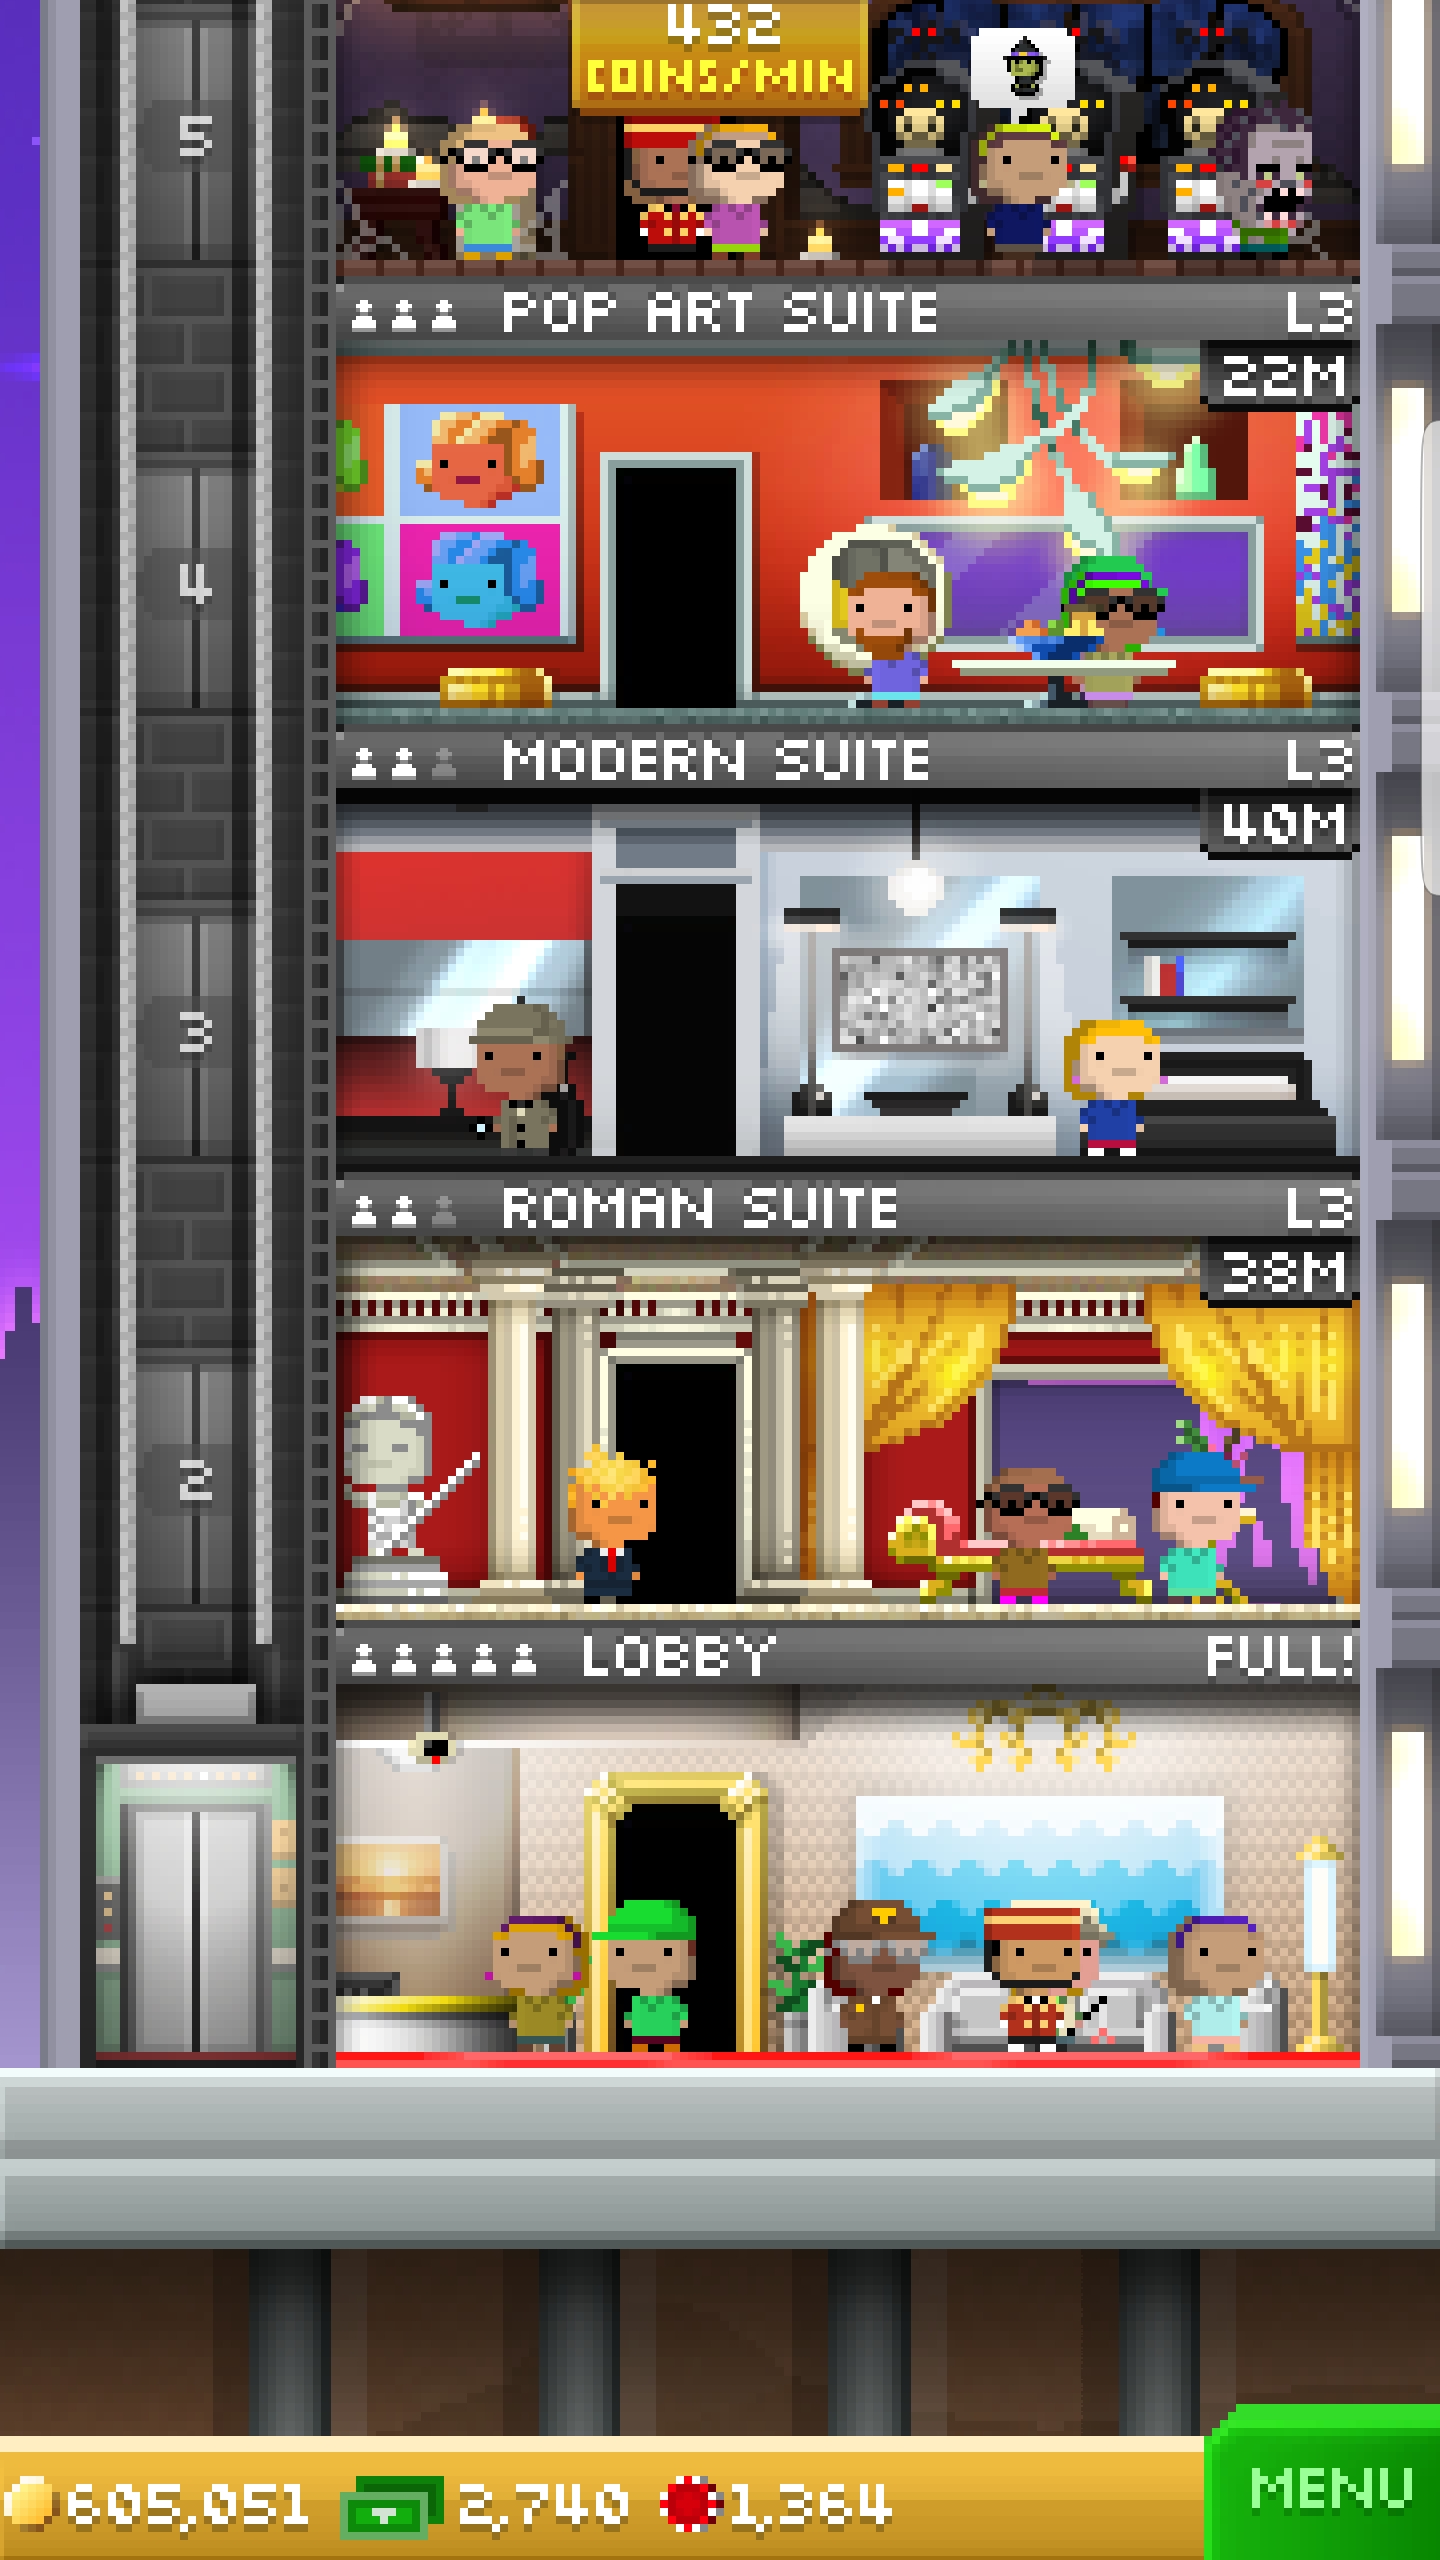 432
COINS/MIN
5
POP ART SUITE L3
22M
4
MODERN SUITE L3
40M
3
ROMAN SUITE L3
38M
2
LOBBY FULL!
605,051 2,740 1,364 MENU